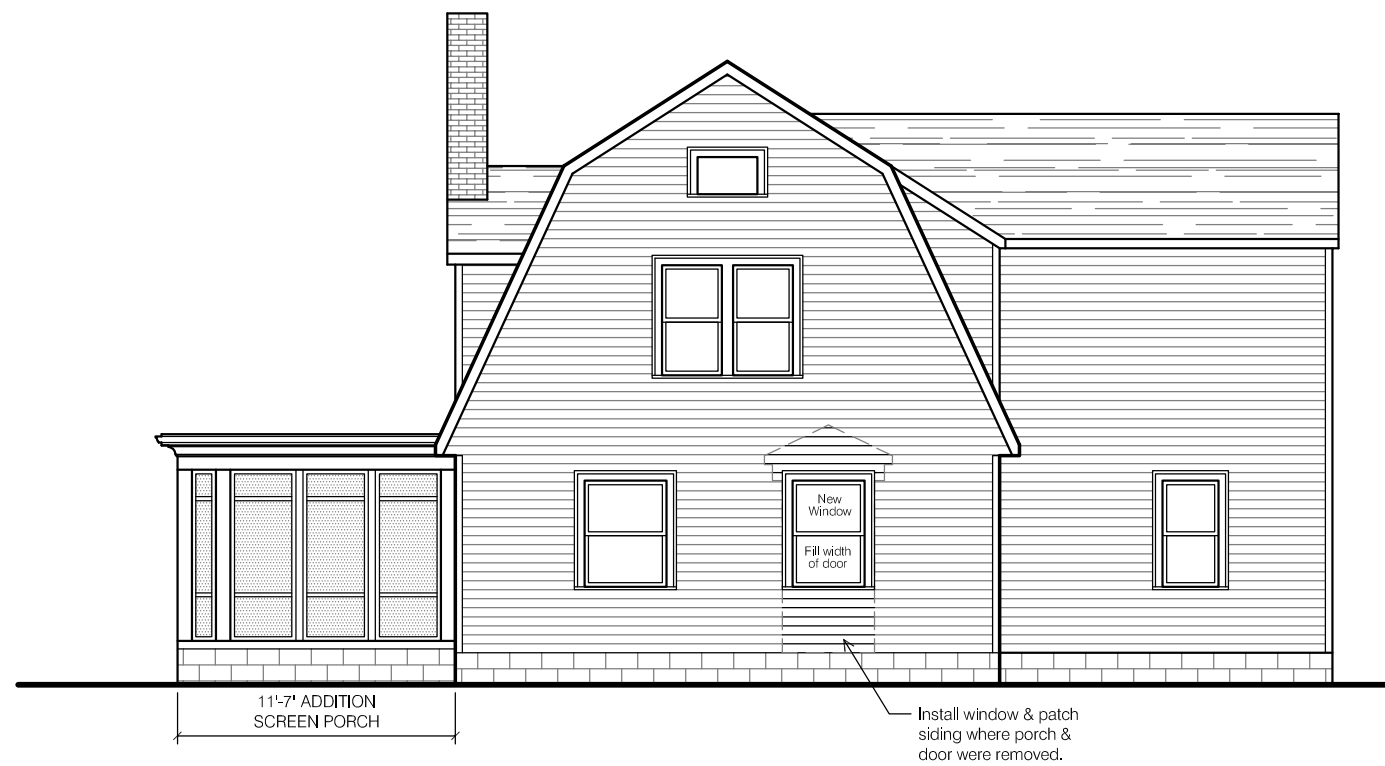 New
Window
Fill width
of door
11'-7" ADDITION
SCREEN PORCH
Install window & patch
siding where porch &
door were removed.